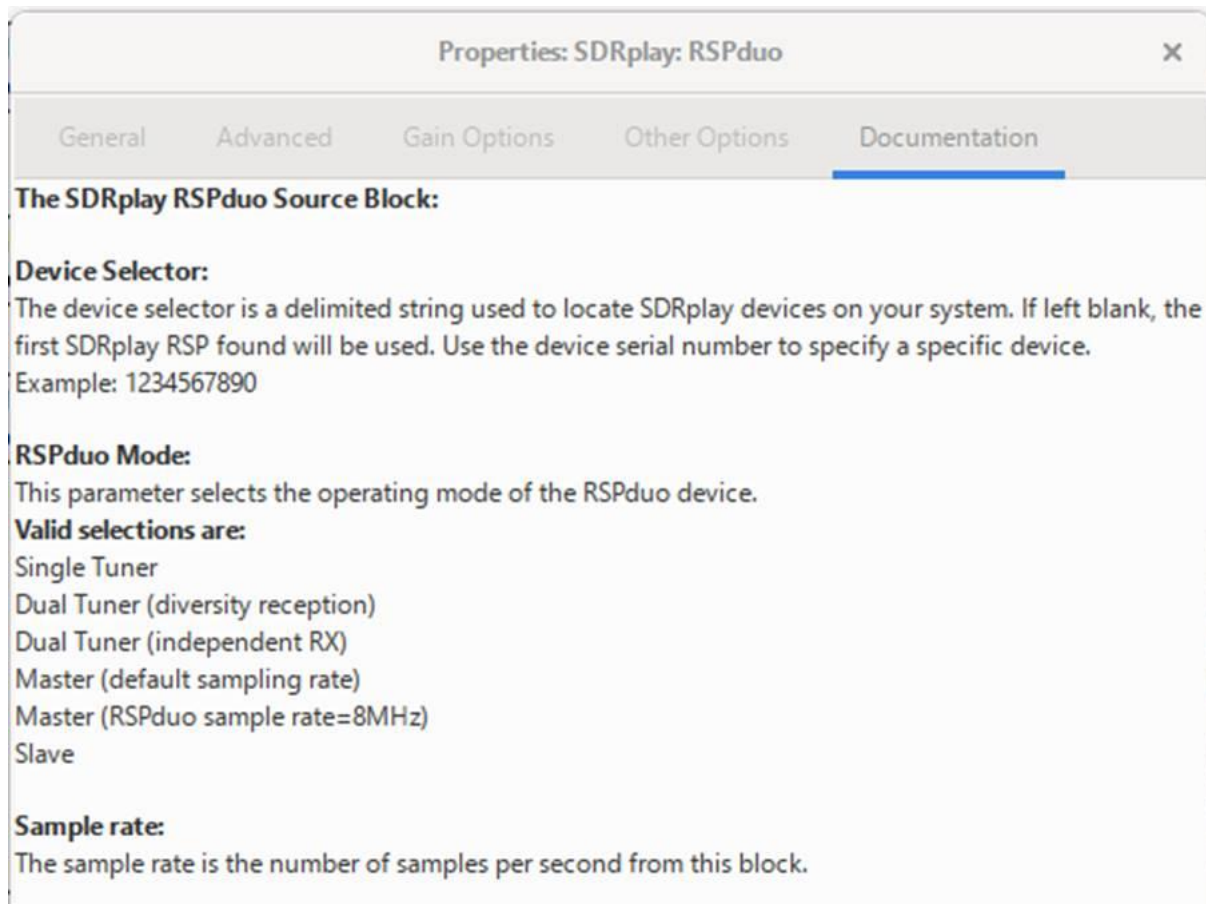 Properties: SDRplay: RSPduo ×
General Advanced Gain Options Other Options Documentation
The SDRplay RSPduo Source Block:
Device Selector:
The device selector is a delimited string used to locate SDRplay devices on your system. If left blank, the
first SDRplay RSP found will be used. Use the device serial number to specify a specific device.
Example: 1234567890
RSPduo Mode:
This parameter selects the operating mode of the RSPduo device.
Valid selections are:
Single Tuner
Dual Tuner (diversity reception)
Dual Tuner (independent RX)
Master (default sampling rate)
Master (RSPduo sample rate=8MHz)
Slave
Sample rate:
The sample rate is the number of samples per second from this block.